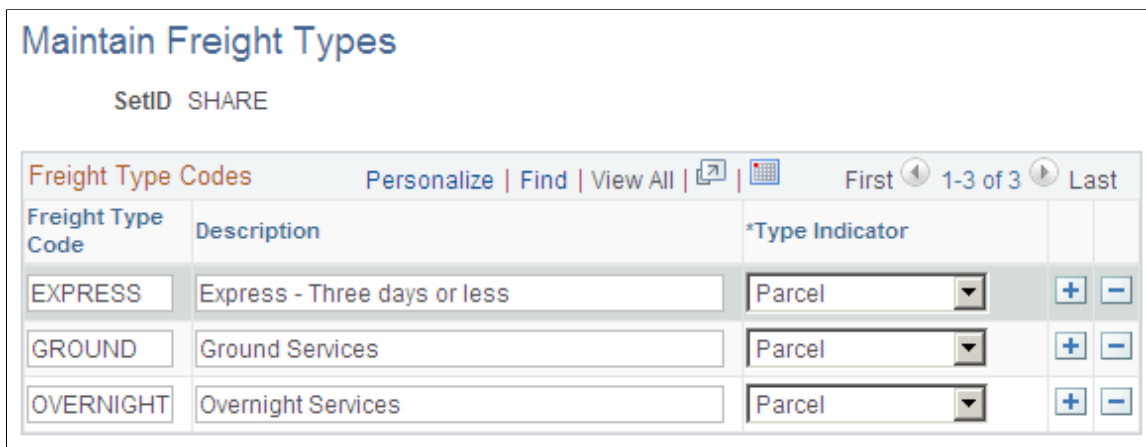 Maintain Freight Types
SetID SHARE
Freight Type Codes Personalize | Find | View All | | First 1-3 of 3 Last
Freight Type Code Description *Type Indicator
EXPRESS Express - Three days or less Parcel + -
GROUND Ground Services Parcel + -
OVERNIGHT Overnight Services Parcel + -